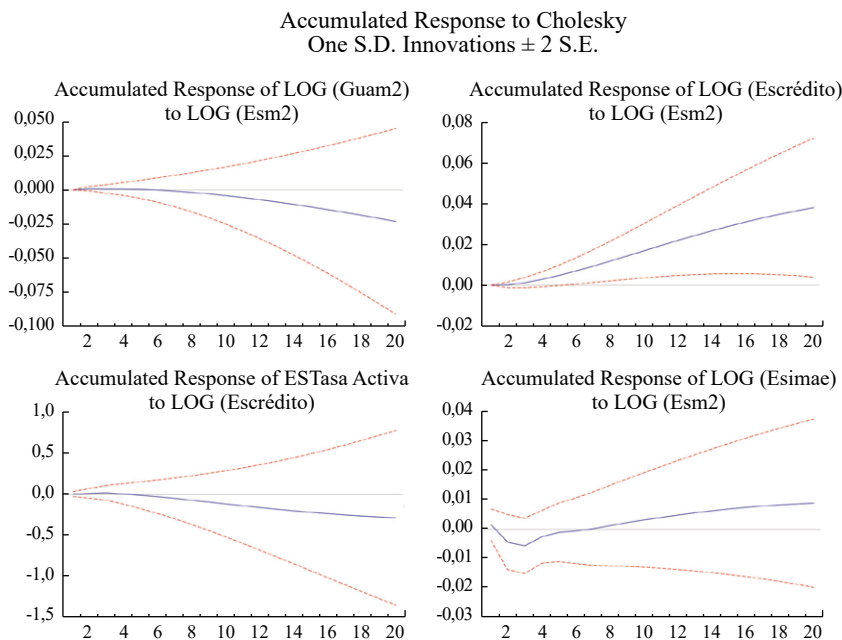 Accumulated Response to Cholesky
One S.D. Innovations ± 2 S.E.
Accumulated Response of LOG (Guam2)
to LOG (Esm2)
0,050
0,025
0,000
-0,025
-0,050
-0,075
-0,100
2 4 6 8 10 12 14 16 18 20
Accumulated Response of LOG (Escrédito)
to LOG (Esm2)
0,08
0,06
0,04
0,02
0,00
-0,02
2 4 6 8 10 12 14 16 18 20
Accumulated Response of ESTasa Activa
to LOG (Escrédito)
1,0
0,5
0,0
-0,5
-1,0
-1,5
2 4 6 8 10 12 14 16 18 20
Accumulated Response of LOG (Esimae)
to LOG (Esm2)
0,04
0,03
0,01
0,01
0,00
-0,01
-0,02
-0,03
2 4 6 8 10 12 14 16 18 20